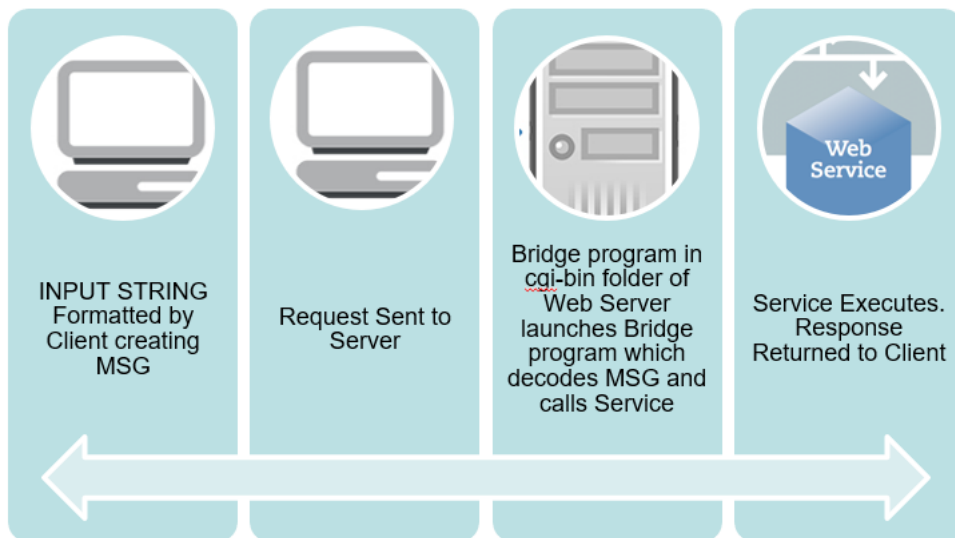 Web
Service
INPUT STRING
Formatted by
Client creating
MSG
Request Sent to
Server
Bridge program in
cgi-bin folder of
Web Server
launches Bridge
program which
decodes MSG and
calls Service
Service Executes.
Response
Returned to Client